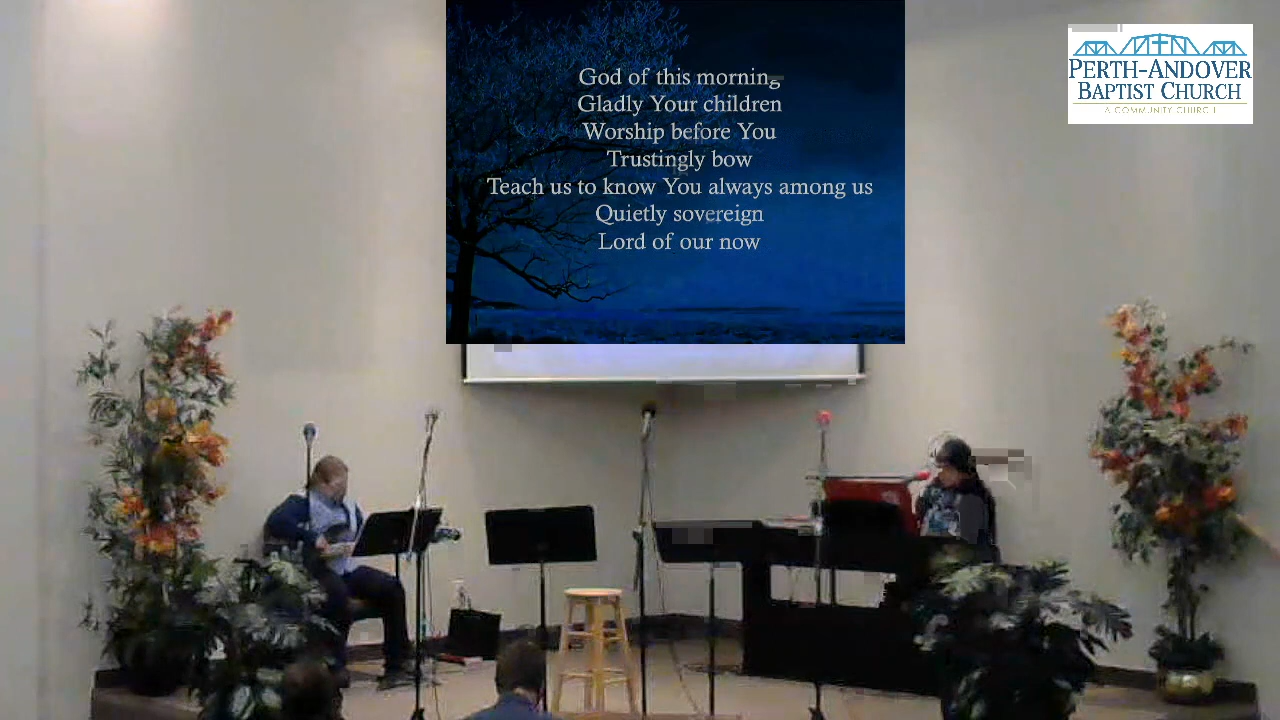 God of this morning
Gladly Your children
Worship before You
Trustingly bow
Teach us to know You always among us
Quietly sovereign
Lord of our now
PERTH-ANDOVER
BAPTIST CHURCH
A COMMUNITY CHURCH